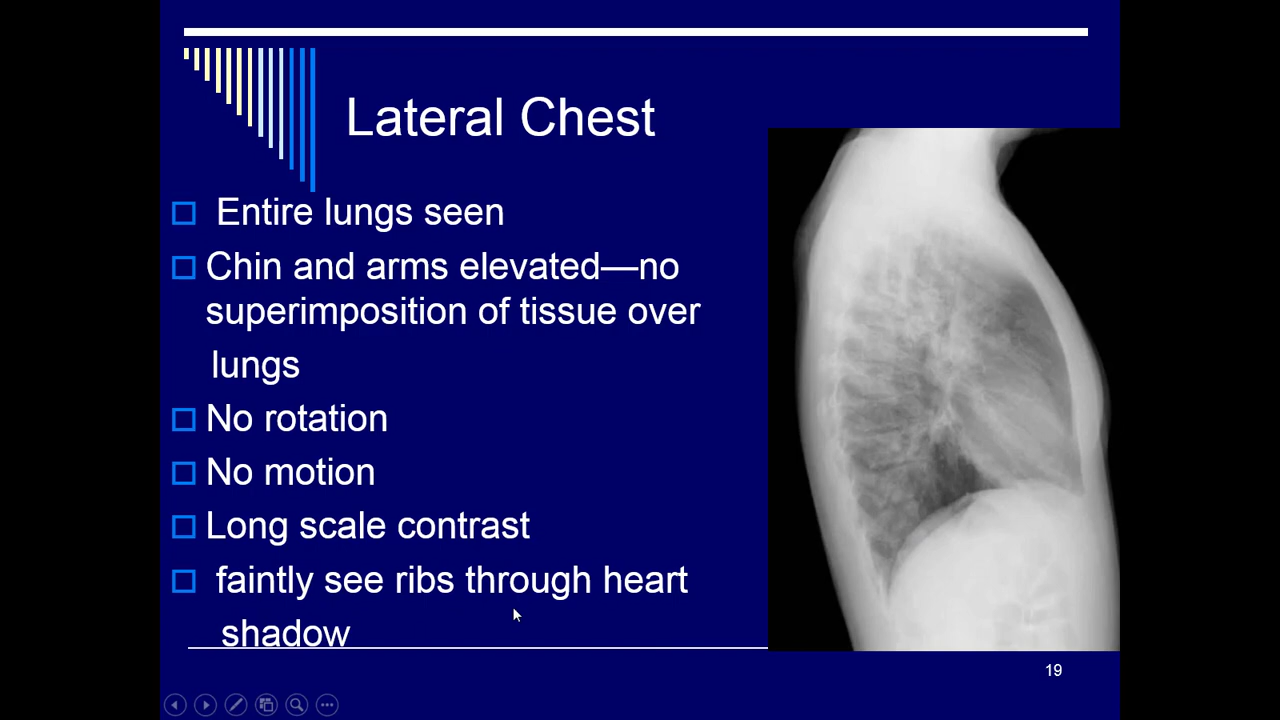 Lateral Chest
Entire lungs seen
Chin and arms elevated—no
superimposition of tissue over
lungs
No rotation
No motion
Long scale contrast
faintly see ribs through heart
shadow
19